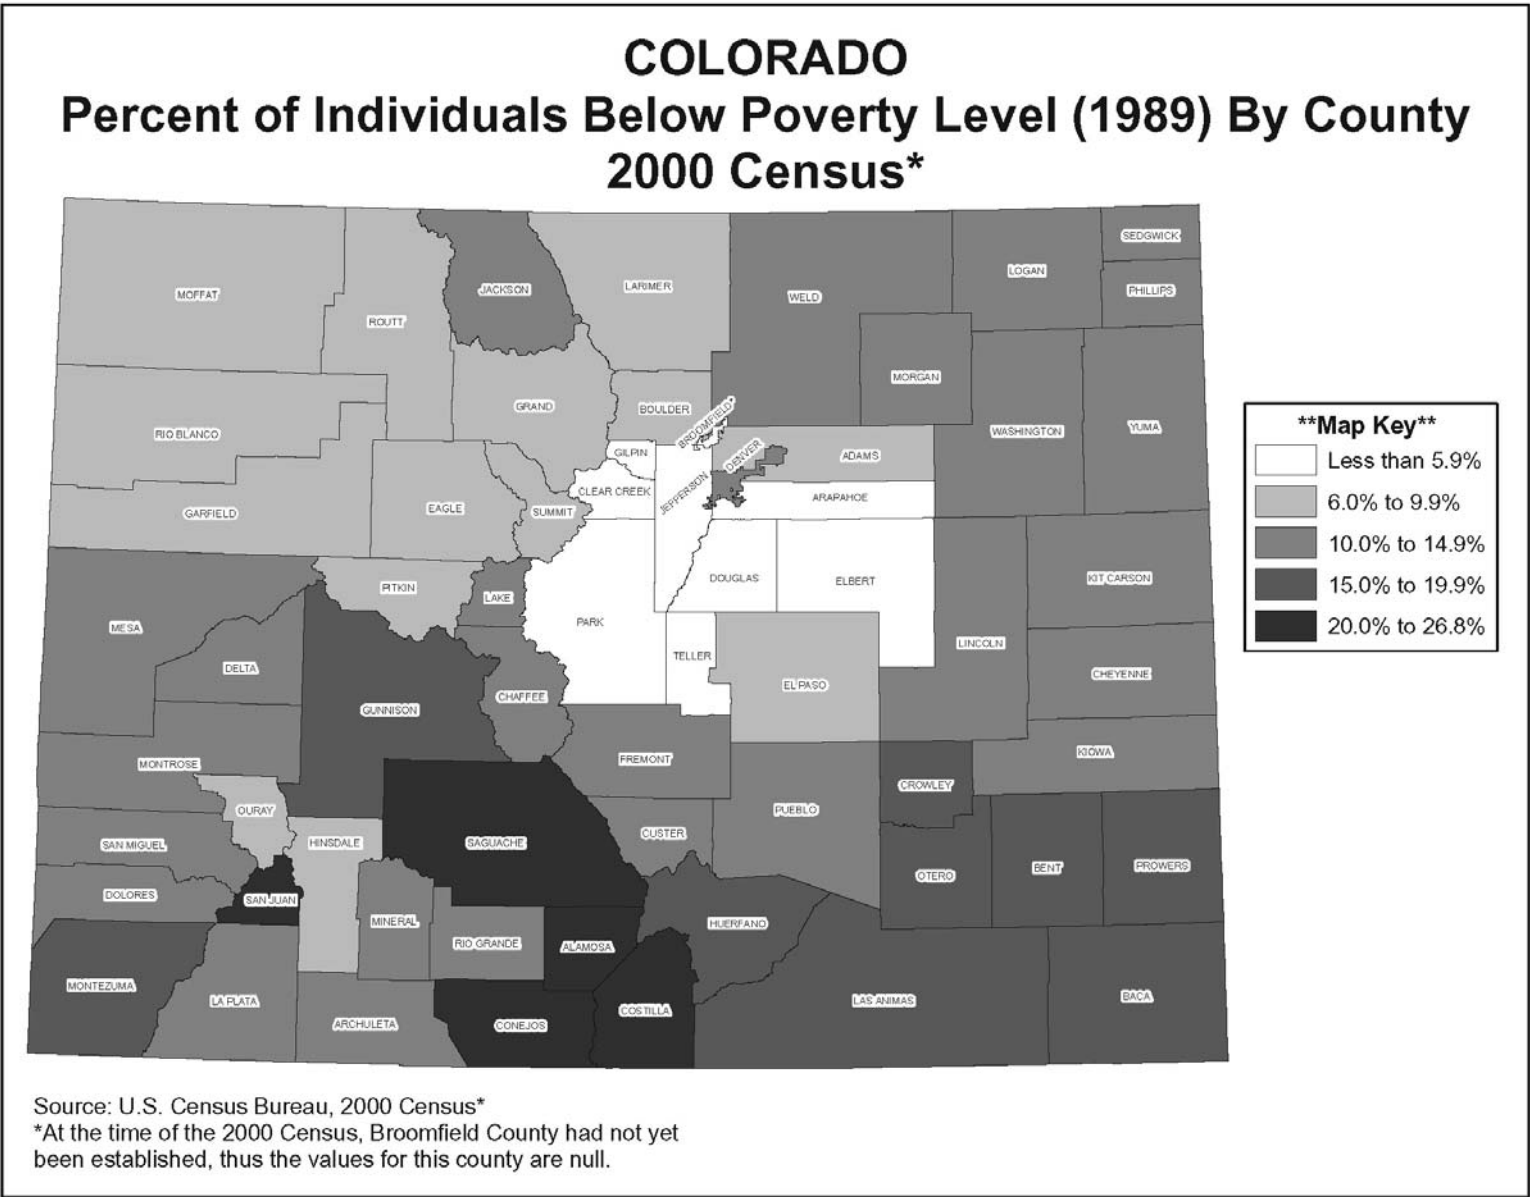 COLORADO
Percent of Individuals Below Poverty Level (1989) By County
2000 Census*
SEDGWICK
LOGAN
PHILLIPS
JACKSON
LARIMER
MOFFAT
WELD
ROUTT
MORGAN
GRAND
BOULDER
BROOMFIELD*
RIO BLANCO
WASHINGTON
YUMA
GILPIN
DENVER
ADAMS
CLEAR CREEK
JEFFERSON
ARAPAHOE
GARFIELD
EAGLE
SUMMIT
PITKIN
LAKE
DOUGLAS
ELBERT
KIT CARSON
MESA
PARK
LINCOLN
DELTA
TELLER
CHEYENNE
GUNNISON
CHAFFEE
EL PASO
MONTROSE
FREMONT
KIOWA
OURAY
CROWLEY
PUEBLO
SAN MIGUEL
HINSDALE
SAGUACHE
CUSTER
DOLORES
SAN JUAN
OTERO
BENT
PROWERS
MINERAL
HUERFANO
RIO GRANDE
ALAMOSA
MONTEZUMA
LA PLATA
ARCHULETA
CONEJOS
COSTILLA
LAS ANIMAS
BACA
**Map Key**
Less than 5.9%
6.0% to 9.9%
10.0% to 14.9%
15.0% to 19.9%
20.0% to 26.8%
Source: U.S. Census Bureau, 2000 Census*
*At the time of the 2000 Census, Broomfield County had not yet
been established, thus the values for this county are null.